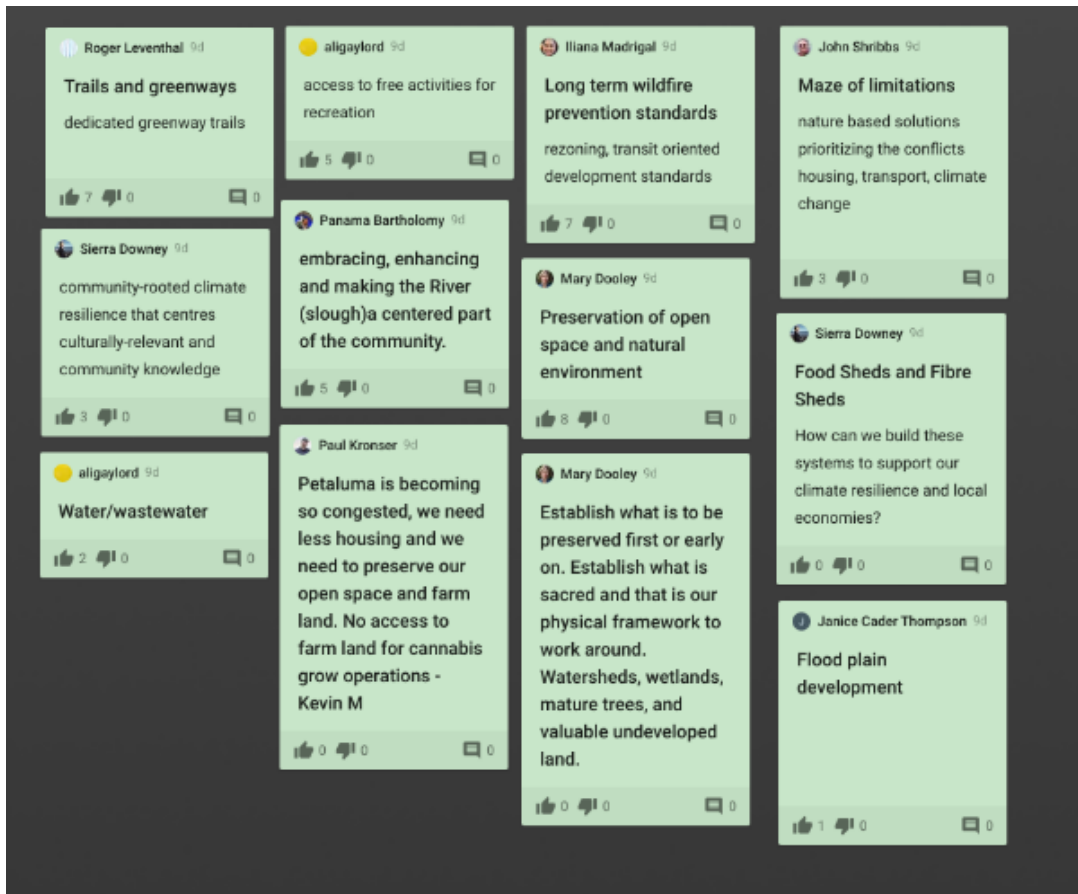 Roger Leventhal 9d
Trails and greenways
dedicated greenway trails
7 0 0
Sierra Downey 9d
community-rooted climate
resilience that centres
culturally-relevant and
community knowledge
3 0 0
aligaylord 9d
Water/wastewater
2 0 0
aligaylord 9d
access to free activities for
recreation
5 0 0
Panama Bartholomy 9d
embracing, enhancing
and making the River
(slough)a centered part
of the community.
5 0 0
Paul Kronser 9d
Petaluma is becoming
so congested, we need
less housing and we
need to preserve our
open space and farm
land. No access to
farm land for cannabis
grow operations -
Kevin M
0 0 0
Iliana Madrigal 9d
Long term wildfire
prevention standards
rezoning, transit oriented
development standards
7 0 0
Mary Dooley 9d
Preservation of open
space and natural
environment
8 0 0
Mary Dooley 9d
Establish what is to be
preserved first or early
on. Establish what is
sacred and that is our
physical framework to
work around.
Watersheds, wetlands,
mature trees, and
valuable undeveloped
land.
0 0 0
John Shribbs 9d
Maze of limitations
nature based solutions
prioritizing the conflicts
housing, transport, climate
change
3 0 0
Sierra Downey 9d
Food Sheds and Fibre
Sheds
How can we build these
systems to support our
climate resilience and local
economies?
0 0 0
J Janice Cader Thompson 9d
Flood plain
development
1 0 0